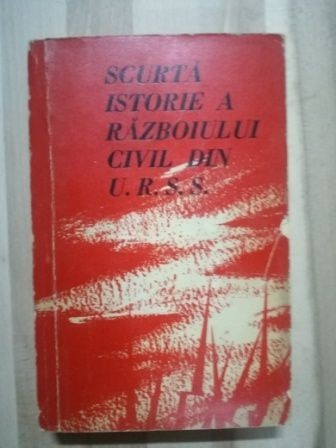 SCURTĂ
ISTORIE A
RĂZBOIULUI
CIVIL DIN
U. R. S. S.